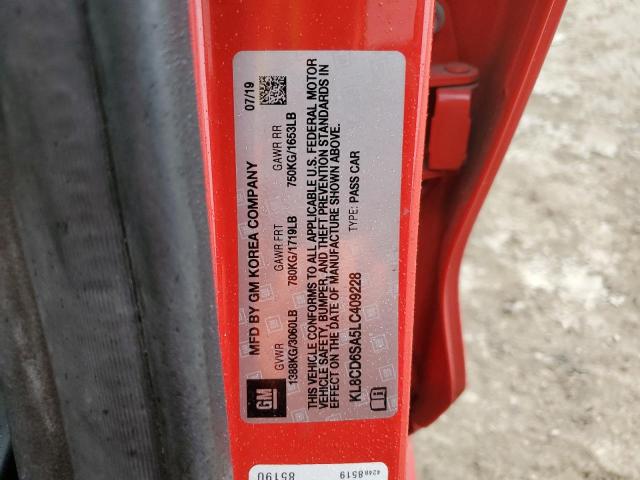 GM
MFD BY GM KOREA COMPANY 07/19
GVWR GAWR FRT GAWR RR
1388KG/3060LB 780KG/1719LB 750KG/1653LB
THIS VEHICLE CONFORMS TO ALL APPLICABLE U.S. FEDERAL MOTOR
VEHICLE SAFETY, BUMPER, AND THEFT PREVENTION STANDARDS IN
EFFECT ON THE DATE OF MANUFACTURE SHOWN ABOVE.
KL8CD6SA5LC409228 TYPE: PASS CAR
85190
42488519